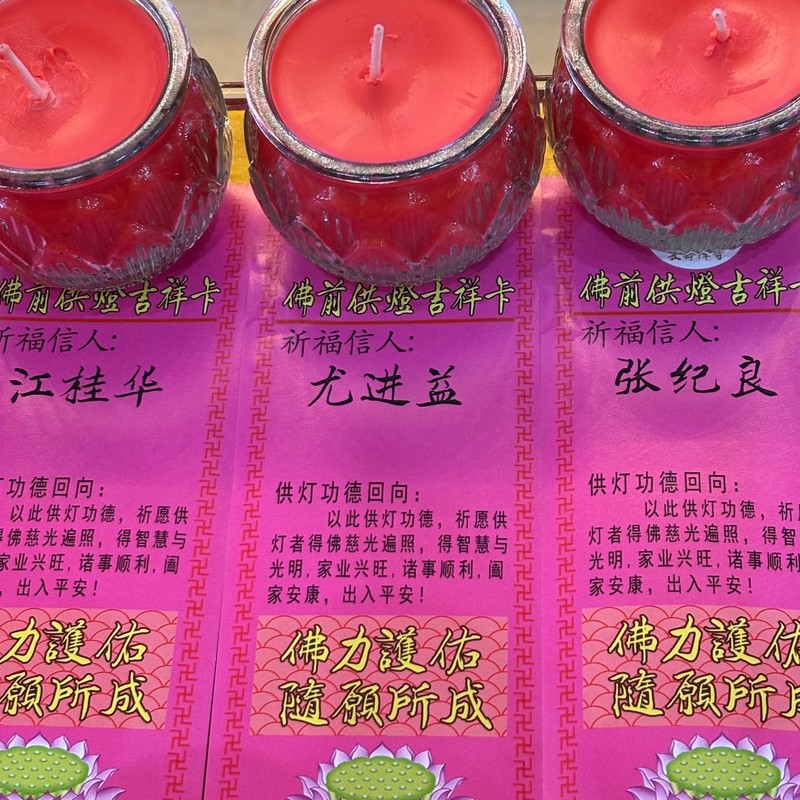 佛前供燈吉祥卡
祈福信人:
江桂华
功德回向:
以此供灯功德，祈愿供
得佛慈光遍照，得智慧与
家业兴旺,诸事顺利,阖
，出入平安！
力護佑
願所成
佛前供燈吉祥卡
祈福信人:
尤进益
供灯功德回向:
以此供灯功德，祈愿供
灯者得佛慈光遍照，得智慧与
光明,家业兴旺,诸事顺利,阖
家安康，出入平安！
佛力護佑
隨願所成
佛前供燈吉祥
祈福信人:
张纪良
供灯功德回向:
以此供灯功德，祈
灯者得佛慈光遍照，得智
光明,家业兴旺,诸事顺利
家安康，出入平安！
佛力護佑
隨願所成